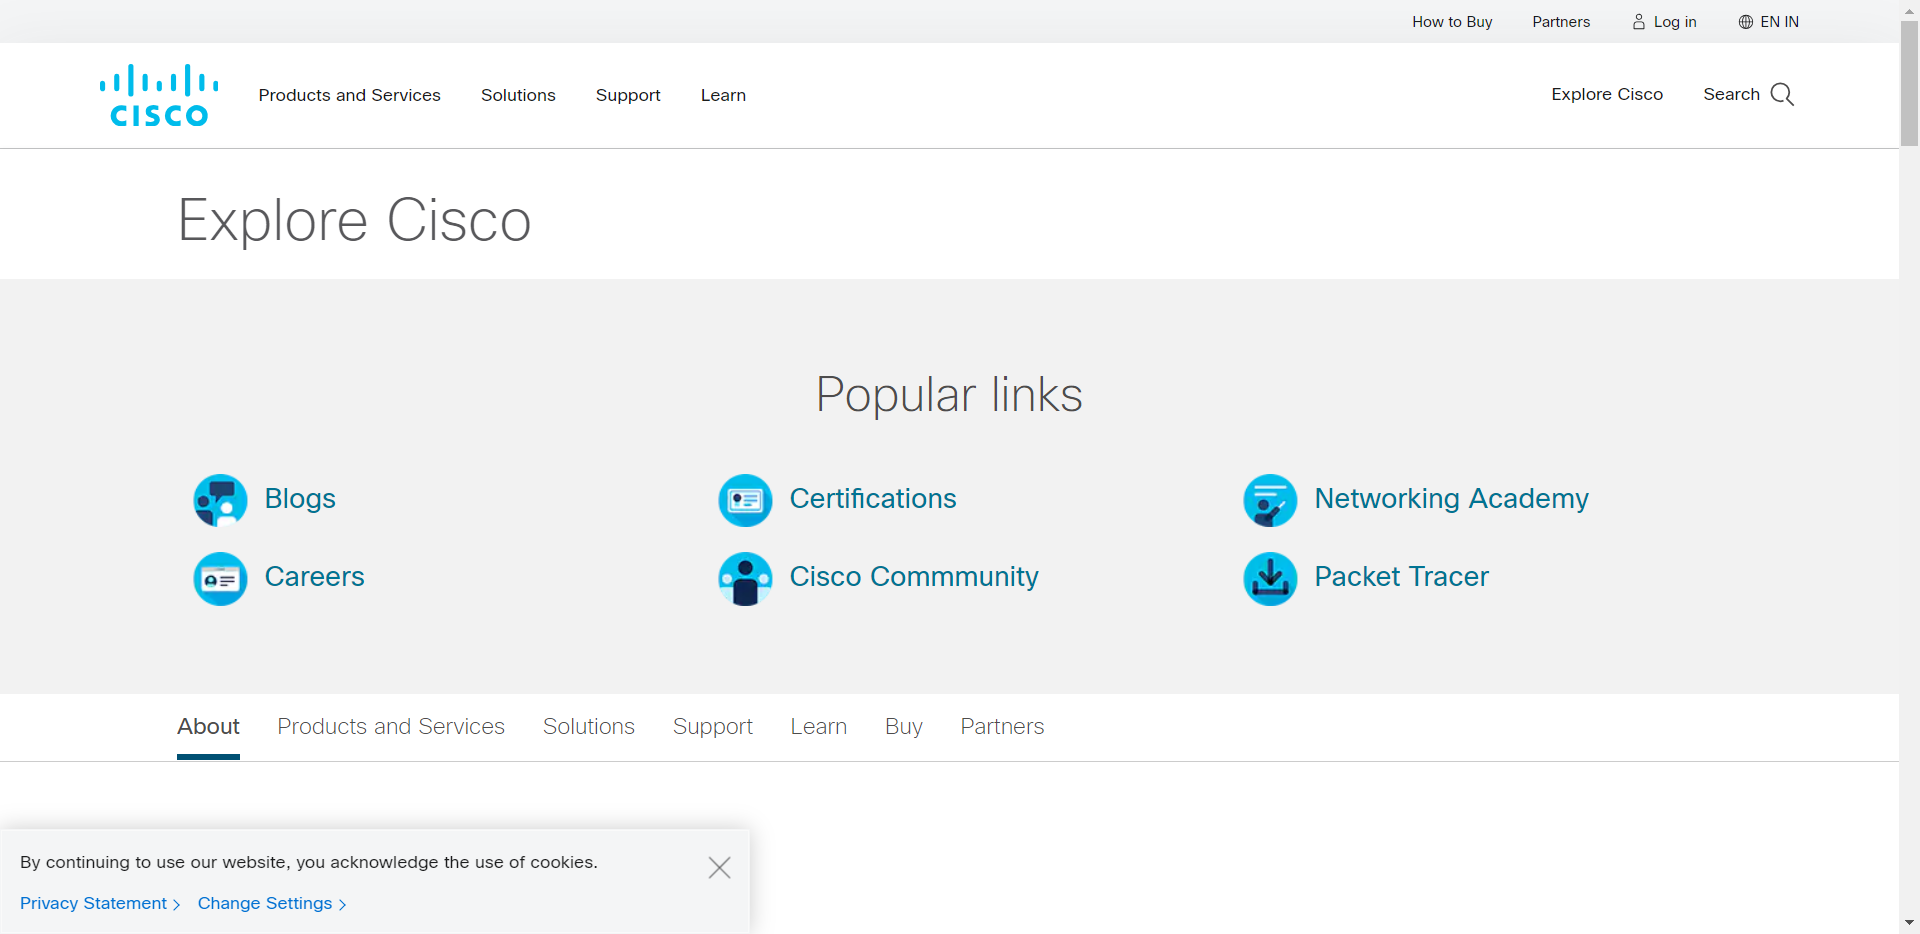 How to Buy Partners Log in EN IN
CISCO Products and Services Solutions Support Learn Explore Cisco Search
Explore Cisco
Popular links
Blogs Certifications Networking Academy
Careers Cisco Commmunity Packet Tracer
About Products and Services Solutions Support Learn Buy Partners
By continuing to use our website, you acknowledge the use of cookies.
Privacy Statement Change Settings